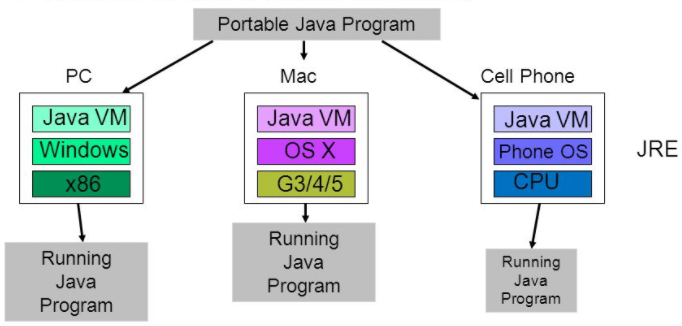 Portable Java Program
PC
Mac
Cell Phone
Java VM
Windows
x86
Java VM
OS X
G3/4/5
Java VM
Phone OS
CPU
JRE
Running
Java
Program
Running
Java
Program
Running
Java
Program